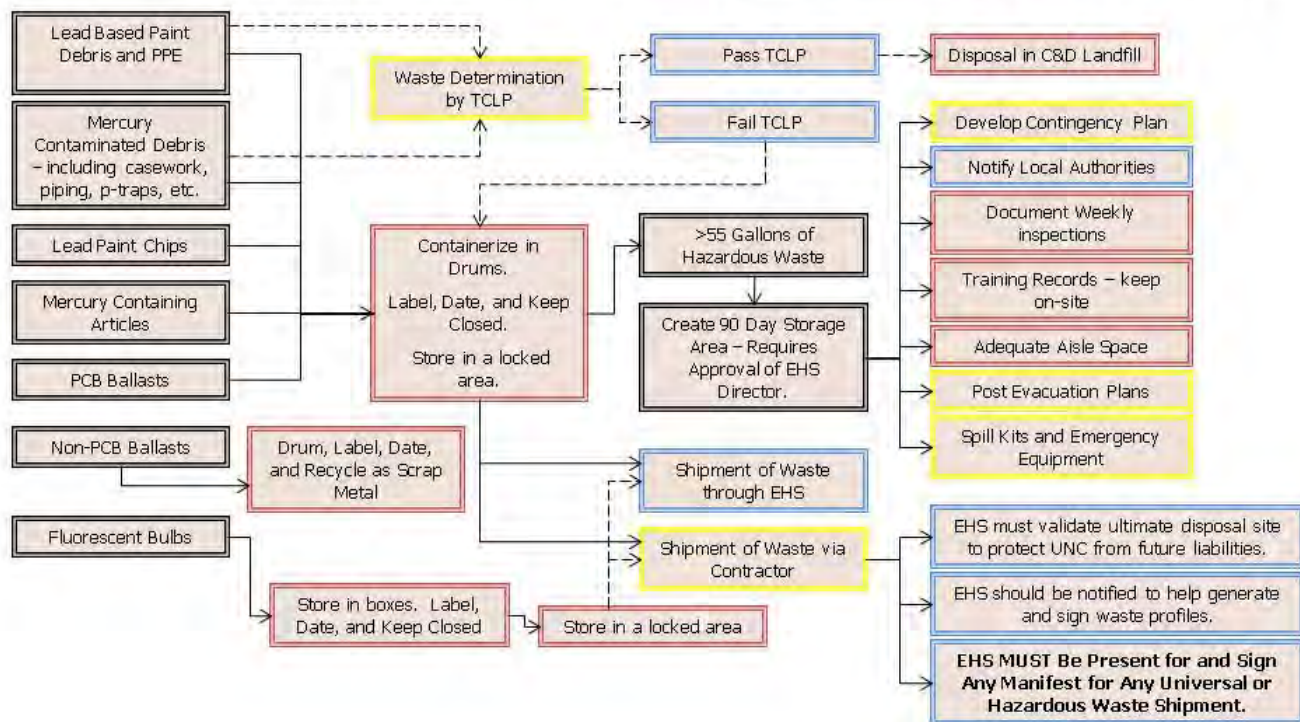 Lead Based Paint
Debris and PPE
Mercury
Contaminated Debris
– including casework,
piping, p-traps, etc.
Lead Paint Chips
Mercury Containing
Articles
PCB Ballasts
Non-PCB Ballasts
Fluorescent Bulbs
Waste Determination
by TCLP
Pass TCLP
Fail TCLP
Disposal in C&D Landfill
Containerize in
Drums.
Label, Date, and Keep
Closed.
Store in a locked
area.
>55 Gallons of
Hazardous Waste
Create 90 Day Storage
Area – Requires
Approval of EHS
Director.
Develop Contingency Plan
Notify Local Authorities
Document Weekly
inspections
Training Records – keep
on-site
Adequate Aisle Space
Post Evacuation Plans
Spill Kits and Emergency
Equipment
Drum, Label, Date,
and Recycle as Scrap
Metal
Shipment of Waste
through EHS
Shipment of Waste via
Contractor
Store in boxes. Label,
Date, and Keep Closed
Store in a locked area
EHS must validate ultimate disposal site
to protect UNC from future liabilities.
EHS should be notified to help generate
and sign waste profiles.
EHS MUST Be Present for and Sign
Any Manifest for Any Universal or
Hazardous Waste Shipment.